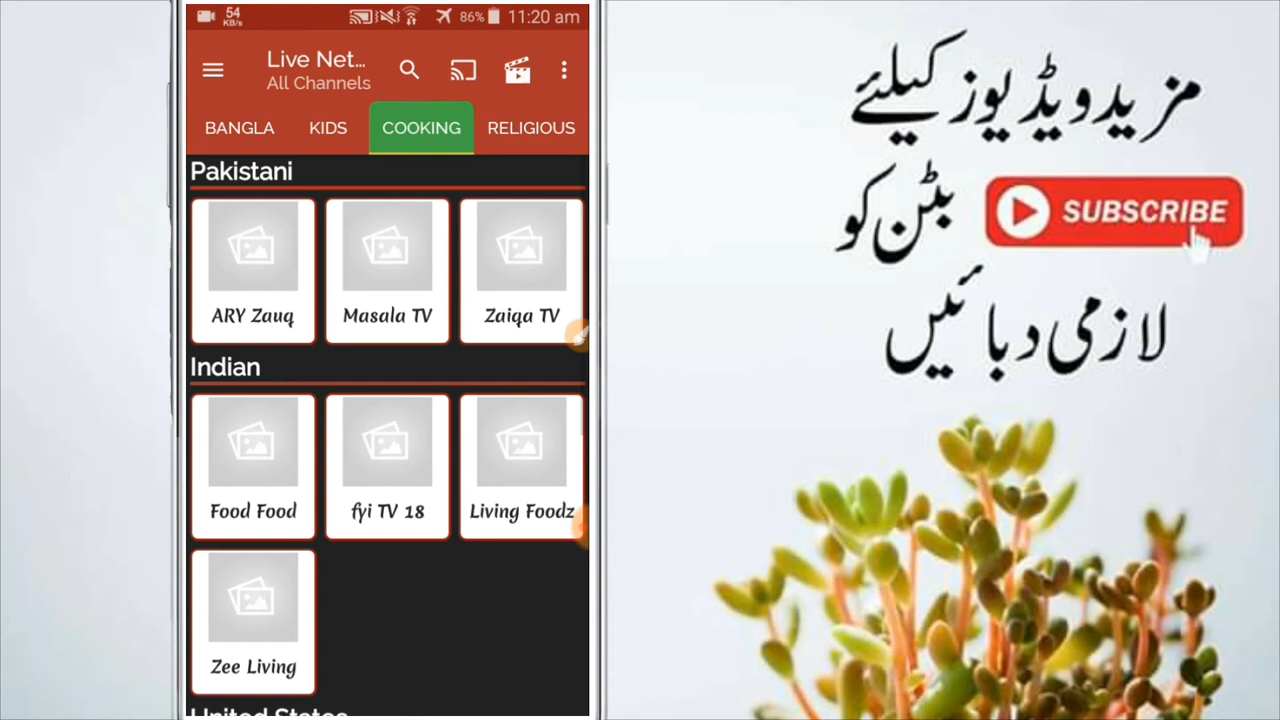 54
KB/s
86%
11:20 am
Live Net...
All Channels
BANGLA KIDS COOKING RELIGIOUS
Pakistani
ARY Zauq Masala TV Zaiqa TV
Indian
Food Food fyi TV 18 Living Foodz
Zee Living
United States
مزید ویڈیوز کیلئے
SUBSCRIBE بٹن کو
لازمی دبائیں